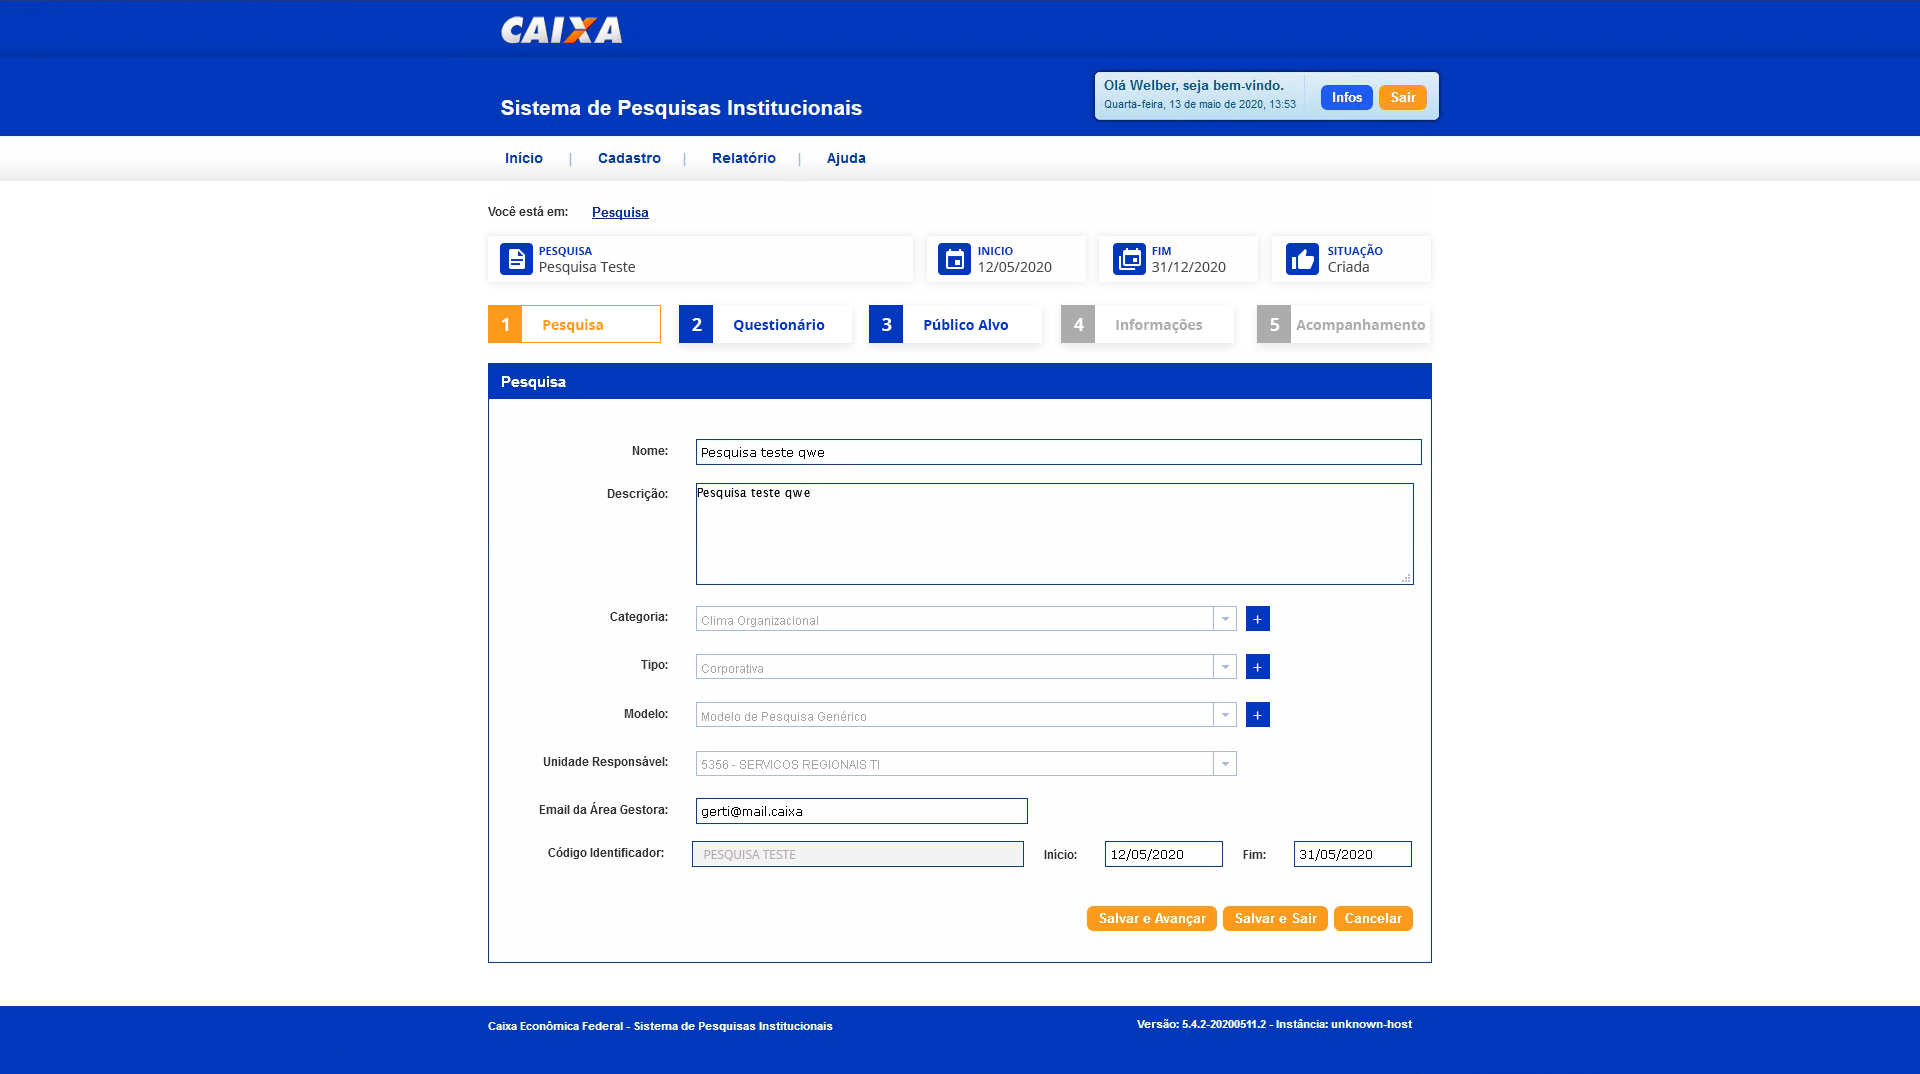 CAIXA
Sistema de Pesquisas Institucionais
Olá Welber, seja bem-vindo.
Quarta-feira, 13 de maio de 2020, 13:53
Infos
Sair
Início | Cadastro | Relatório | Ajuda
Você está em: Pesquisa
PESQUISA
Pesquisa Teste
INICIO
12/05/2020
FIM
31/12/2020
SITUAÇÃO
Criada
1 Pesquisa
2 Questionário
3 Público Alvo
4 Informações
5 Acompanhamento
Pesquisa
Nome: Pesquisa teste qwe
Descrição: Pesquisa teste qwe
Categoria: Clima Organizacional +
Tipo: Corporativa +
Modelo: Modelo de Pesquisa Genérico +
Unidade Responsável: 5356 - SERVICOS REGIONAIS TI
Email da Área Gestora: gerti@mail.caixa
Código Identificador: PESQUISA TESTE Início: 12/05/2020 Fim: 31/05/2020
Salvar e Avançar Salvar e Sair Cancelar
Caixa Econômica Federal - Sistema de Pesquisas Institucionais
Versão: 5.4.2-20200511.2 - Instância: unknown-host